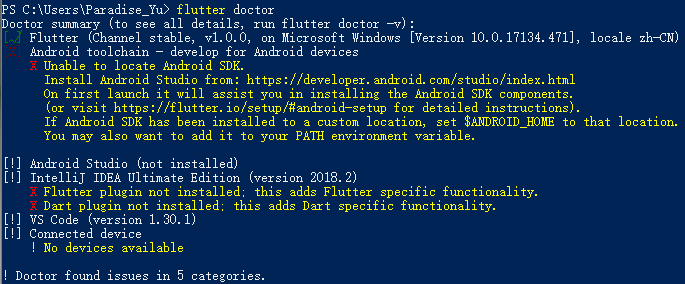 PS C:\Users\Paradise_Yu> flutter doctor
Doctor summary (to see all details, run flutter doctor -v):
[√] Flutter (Channel stable, v1.0.0, on Microsoft Windows [Version 10.0.17134.471], locale zh-CN)
[X] Android toolchain - develop for Android devices
X Unable to locate Android SDK.
Install Android Studio from: https://developer.android.com/studio/index.html
On first launch it will assist you in installing the Android SDK components.
(or visit https://flutter.io/setup/#android-setup for detailed instructions).
If Android SDK has been installed to a custom location, set $ANDROID_HOME to that location.
You may also want to add it to your PATH environment variable.
[!] Android Studio (not installed)
[!] IntelliJ IDEA Ultimate Edition (version 2018.2)
X Flutter plugin not installed; this adds Flutter specific functionality.
X Dart plugin not installed; this adds Dart specific functionality.
[!] VS Code (version 1.30.1)
[!] Connected device
! No devices available
! Doctor found issues in 5 categories.